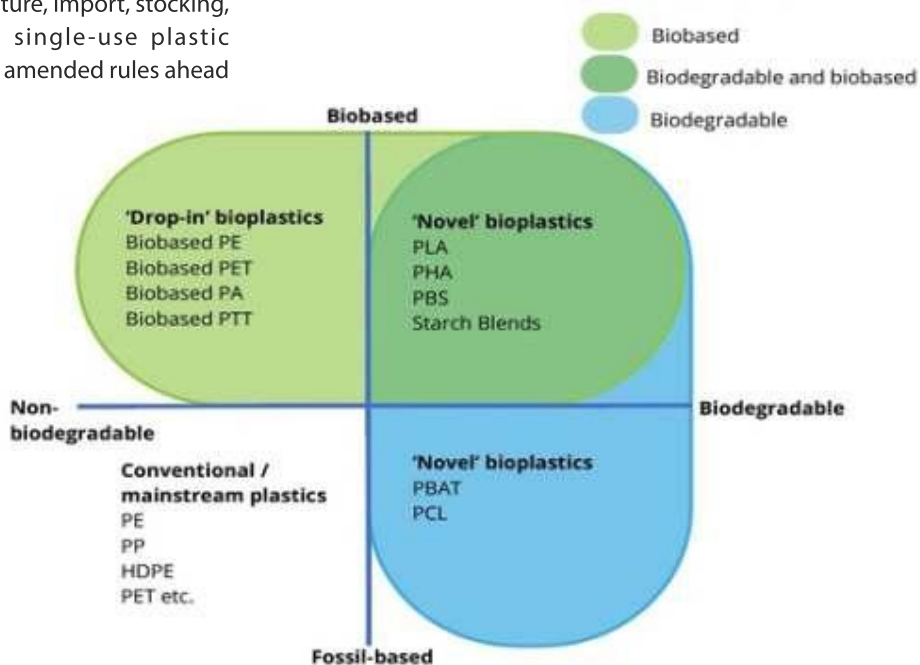 ture, import, stocking,
single-use plastic
amended rules ahead
Biobased
Biodegradable and biobased
Biodegradable
Biobased
'Drop-in' bioplastics
Biobased PE
Biobased PET
Biobased PA
Biobased PTT
'Novel' bioplastics
PLA
PHA
PBS
Starch Blends
Non-
biodegradable
Biodegradable
Conventional /
mainstream plastics
PE
PP
HDPE
PET etc.
'Novel' bioplastics
PBAT
PCL
Fossil-based